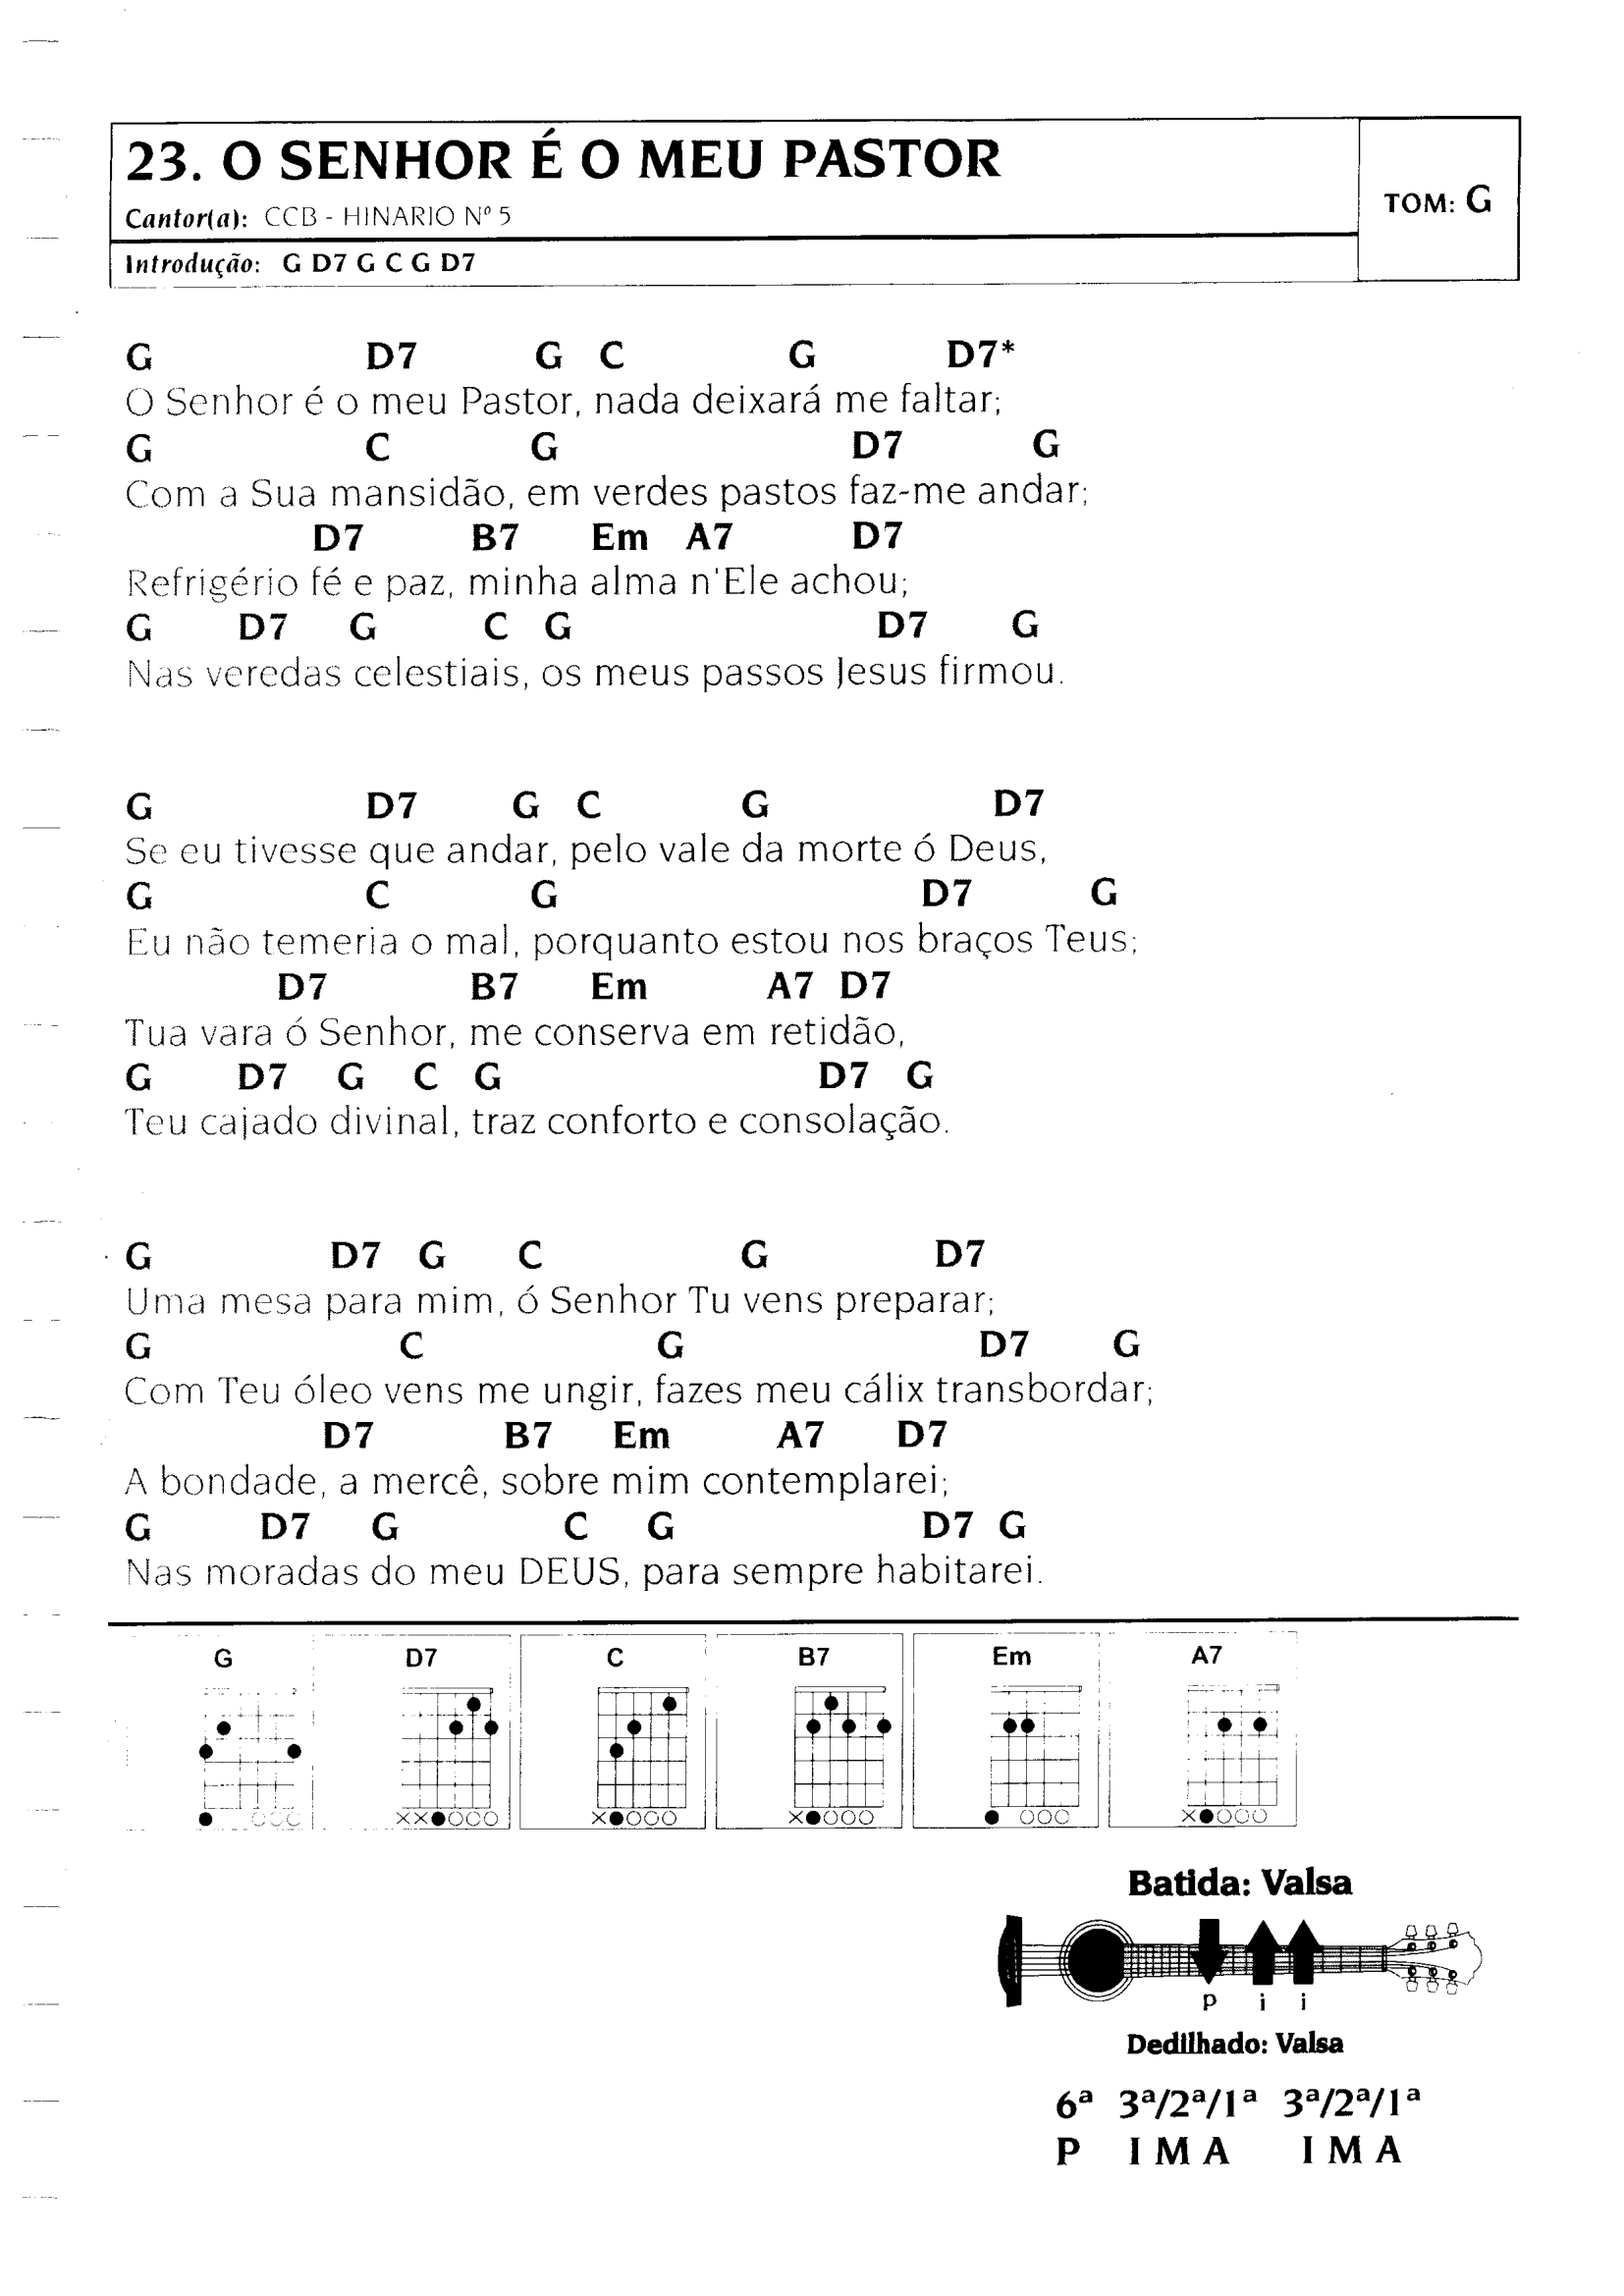 23. O SENHOR É O MEU PASTOR
Cantor(a): CCB - HINARIO Nº 5
TOM: G
Introdução: G D7 G C G D7
G D7 G C G D7*
O Senhor é o meu Pastor, nada deixará me faltar;
G C G D7 G
Com a Sua mansidão, em verdes pastos faz-me andar;
D7 B7 Em A7 D7
Refrigério fé e paz, minha alma n'Ele achou;
G D7 G C G D7 G
Nas veredas celestiais, os meus passos Jesus firmou.
G D7 G C G D7
Se eu tivesse que andar, pelo vale da morte ó Deus,
G C G D7 G
Eu não temeria o mal, porquanto estou nos braços Teus;
D7 B7 Em A7 D7
Tua vara ó Senhor, me conserva em retidão,
G D7 G C G D7 G
Teu cajado divinal, traz conforto e consolação.
G D7 G C G D7
Uma mesa para mim, ó Senhor Tu vens preparar;
G C G D7 G
Com Teu óleo vens me ungir, fazes meu cálix transbordar;
D7 B7 Em A7 D7
A bondade, a mercê, sobre mim contemplarei;
G D7 G C G D7 G
Nas moradas do meu DEUS, para sempre habitarei.
G D7 C B7 Em A7
Batida: Valsa
p i i
Dedilhado: Valsa
6ª 3ª/2ª/1ª 3ª/2ª/1ª
P I M A I M A